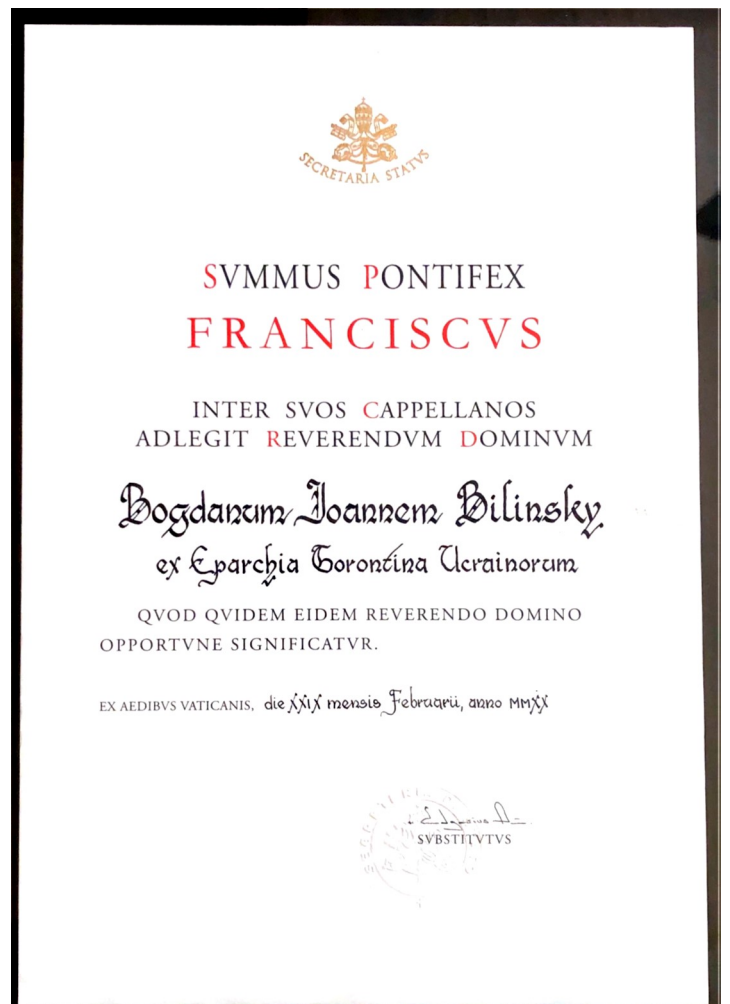 SECRETARIA STATVS
SVMMUS PONTIFEX
FRANCISCVS
INTER SVOS CAPPELLANOS
ADLEGIT REVERENDVM DOMINVM
Bogdanum Joannem Bilinsky
ex Eparchia Torontina Ucrainorum
QVOD QVIDEM EIDEM REVERENDO DOMINO
OPPORTVNE SIGNIFICATVR.
EX AEDIBVS VATICANIS, die XXIX mensis Februarii, anno MMXX
SVBSTITVTVS